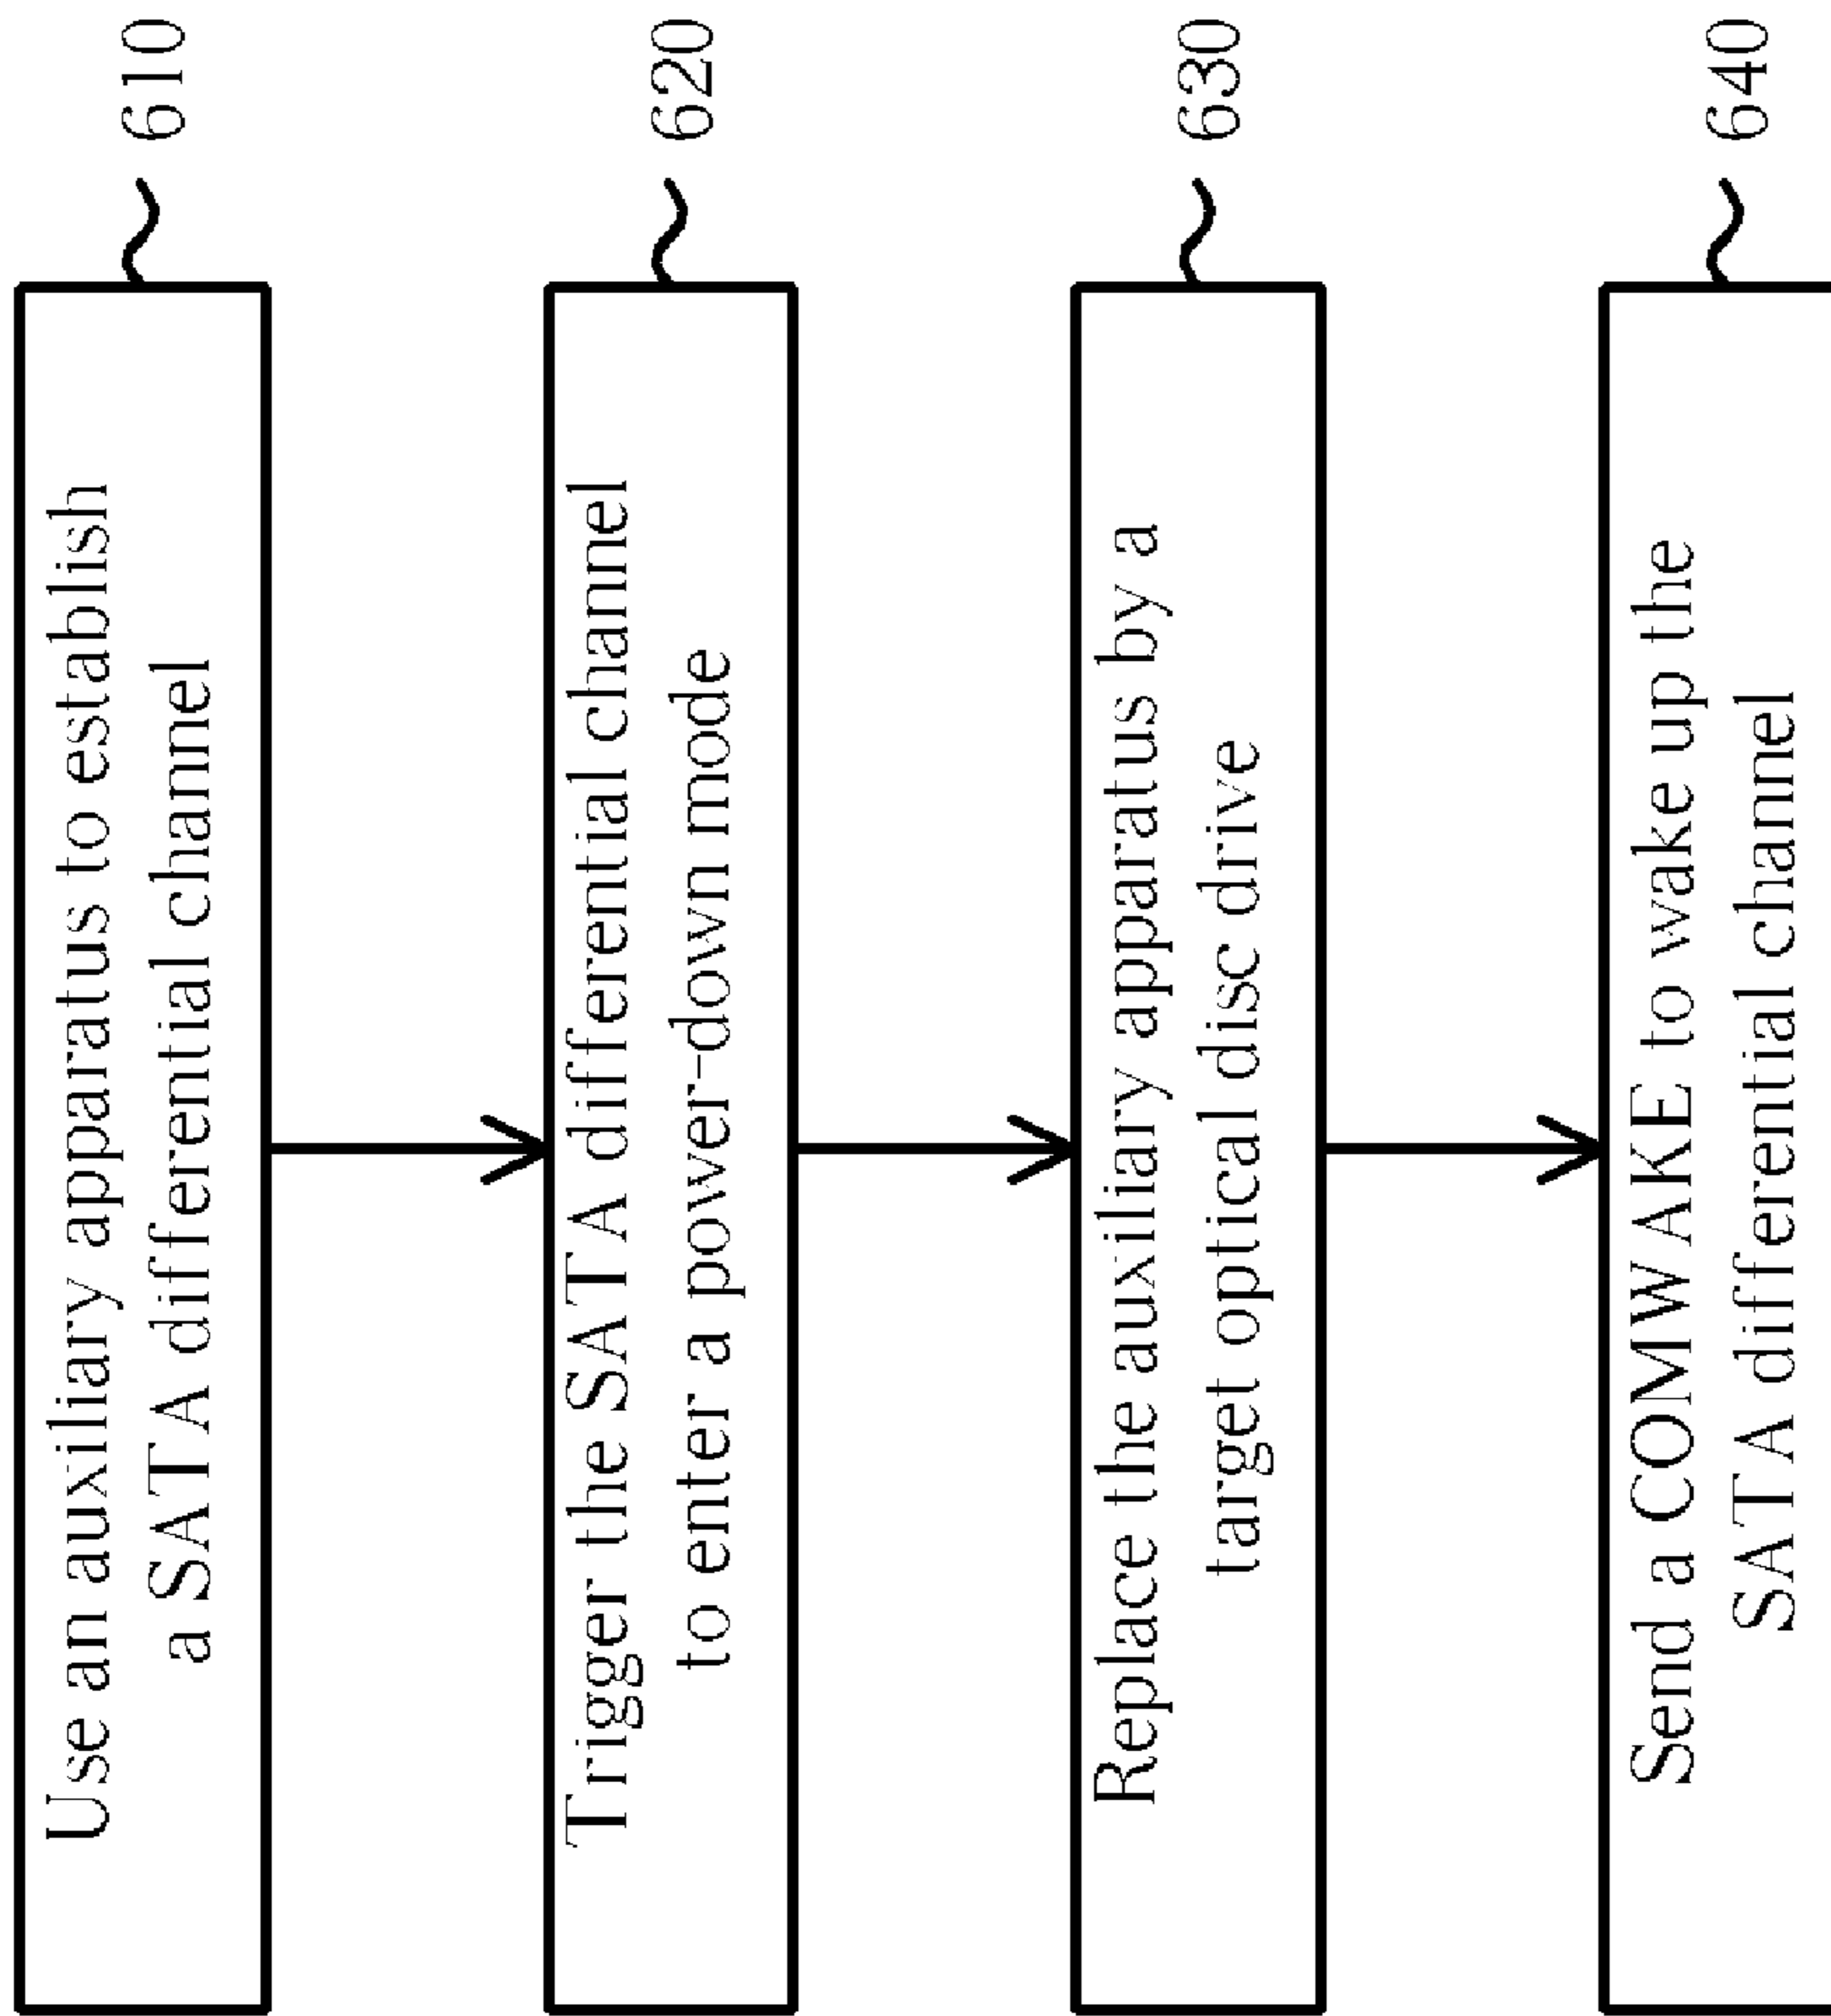 Use an auxiliary apparatus to establish
a SATA differential channel
610
Trigger the SATA differential channel
to enter a power-down mode
620
Replace the auxiliary apparatus by a
target optical disc drive
630
Send a COMWAKE to wake up the
SATA differential channel
640